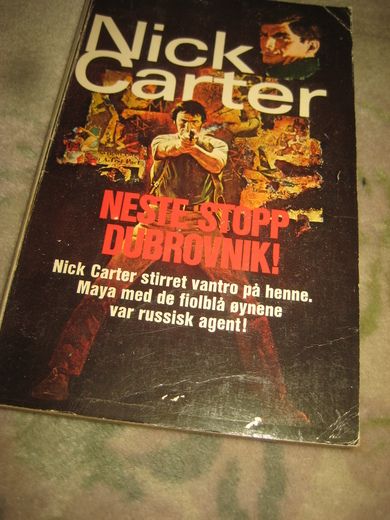 Nick
Carter
NESTE STOPP
DUBROVNIK!
Nick Carter stirret vantro på henne.
Maya med de fiolblå øynene
var russisk agent!